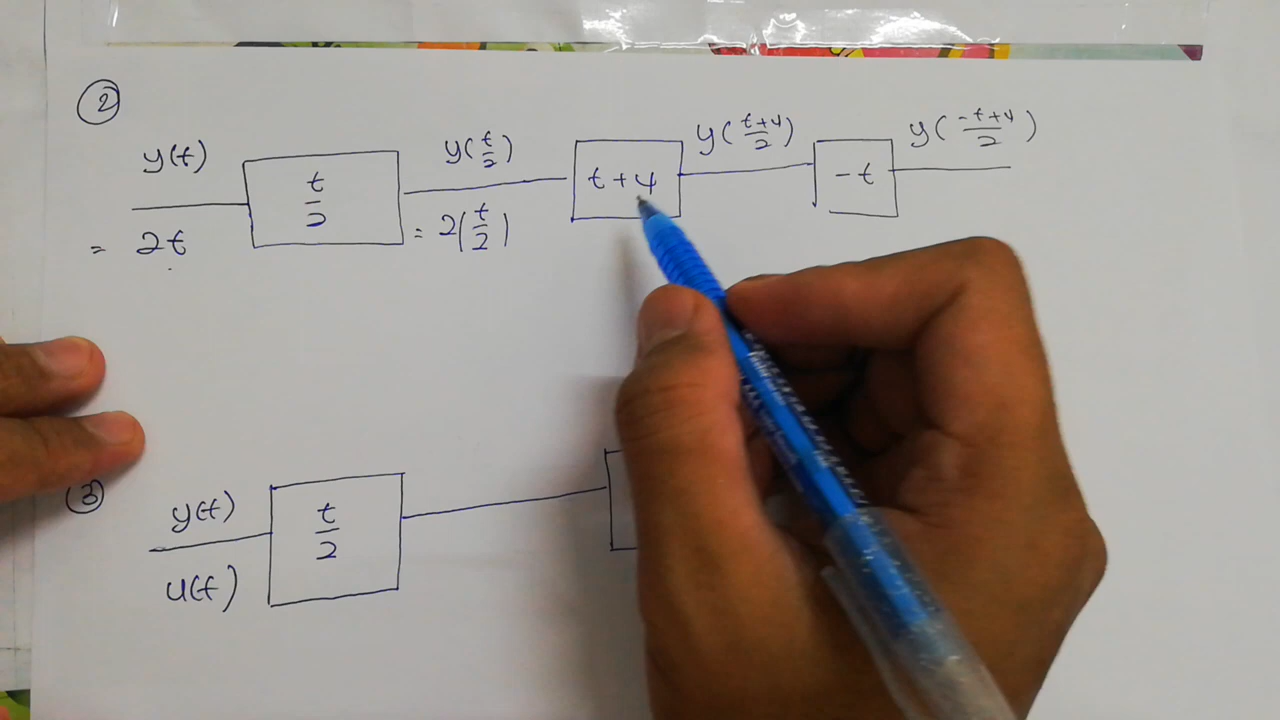 ②
y(t) t/2 y(t/2) t+4 y((t+4)/2) -t y((-t+4)/2)
= 2t = 2(t/2)
③
y(t) t/2
u(t)